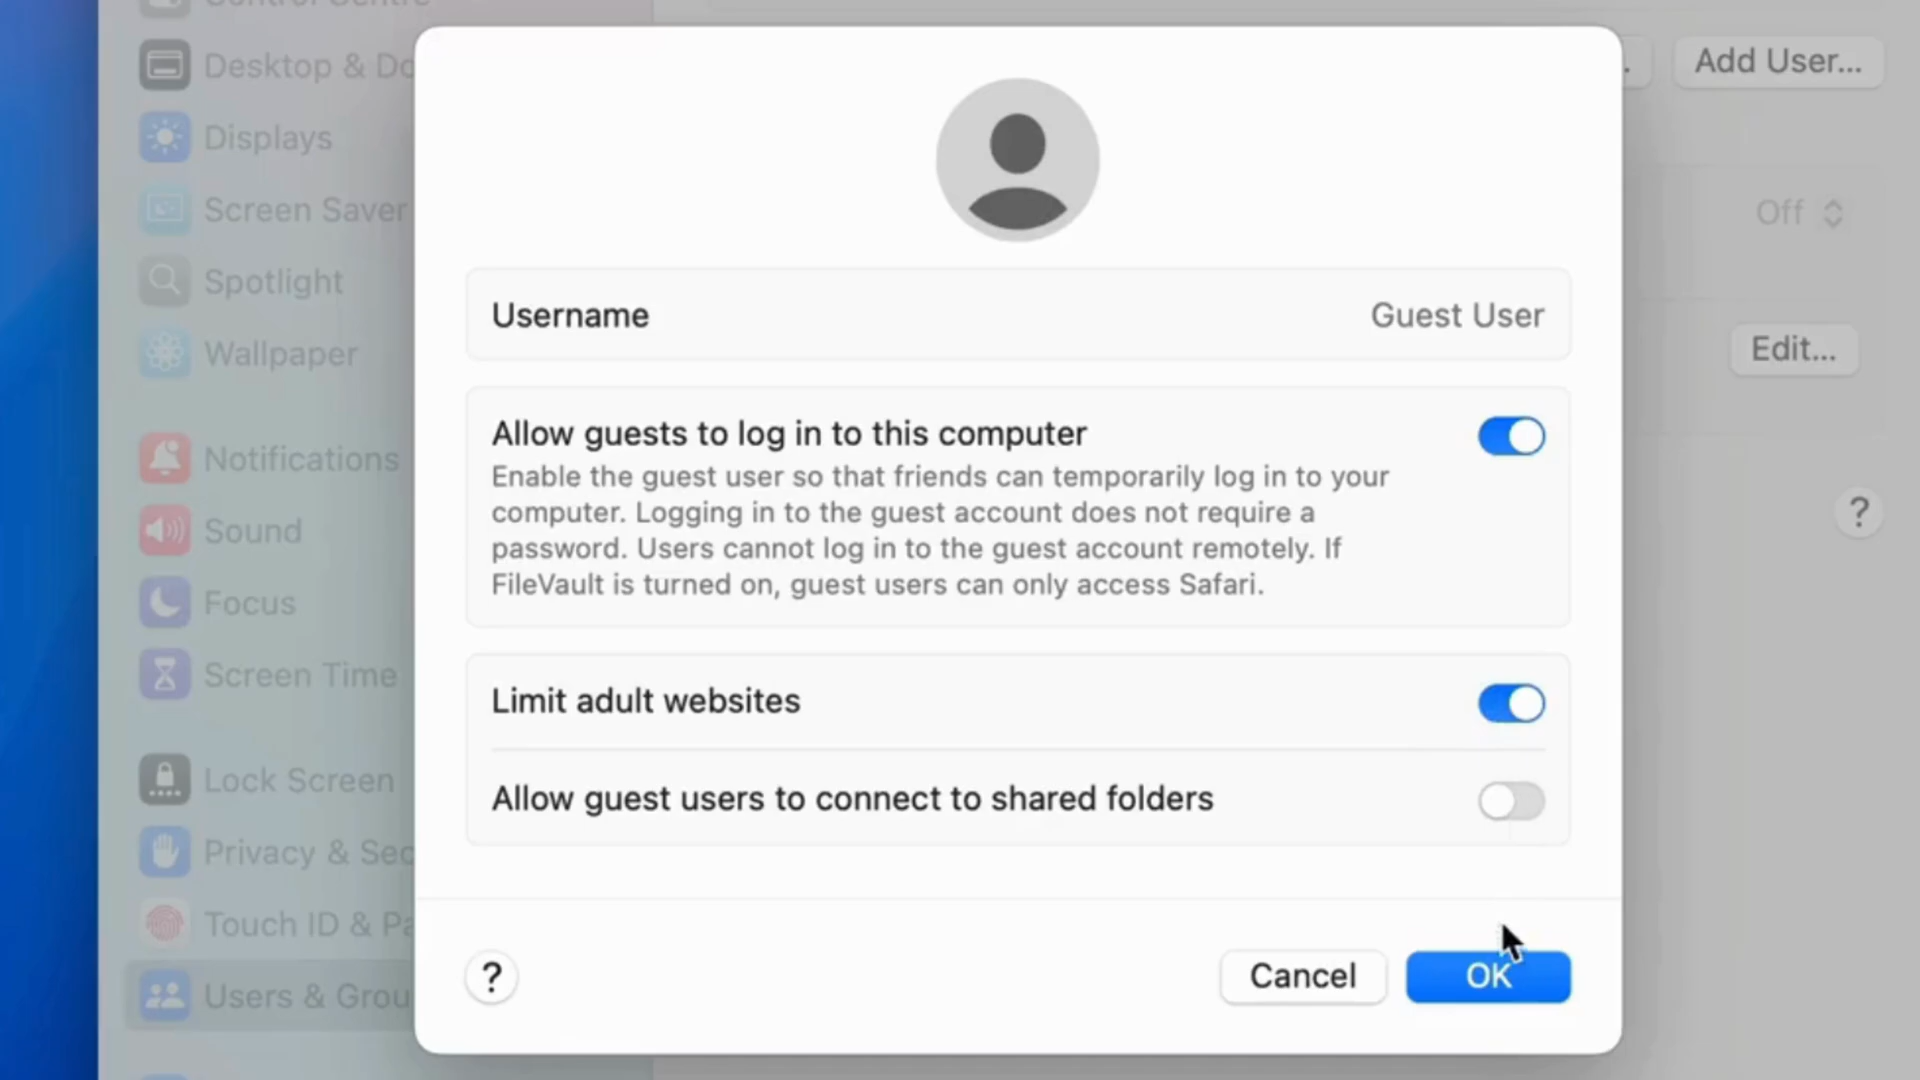 Desktop & Do
Displays
Screen Saver
Spotlight
Wallpaper
Notifications
Sound
Focus
Screen Time
Lock Screen
Privacy & Sec
Touch ID & Pa
Users & Grou
Username
Guest User
Allow guests to log in to this computer
Enable the guest user so that friends can temporarily log in to your
computer. Logging in to the guest account does not require a
password. Users cannot log in to the guest account remotely. If
FileVault is turned on, guest users can only access Safari.
Limit adult websites
Allow guest users to connect to shared folders
?
Cancel
OK
Add User...
Off
Edit...
?